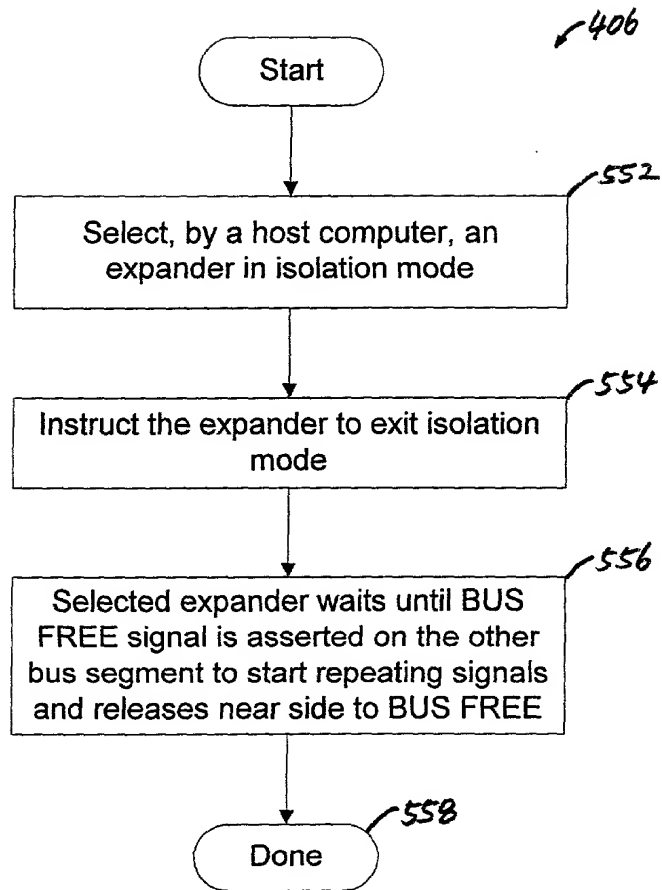 406
Start
552
Select, by a host computer, an
expander in isolation mode
554
Instruct the expander to exit isolation
mode
556
Selected expander waits until BUS
FREE signal is asserted on the other
bus segment to start repeating signals
and releases near side to BUS FREE
558
Done